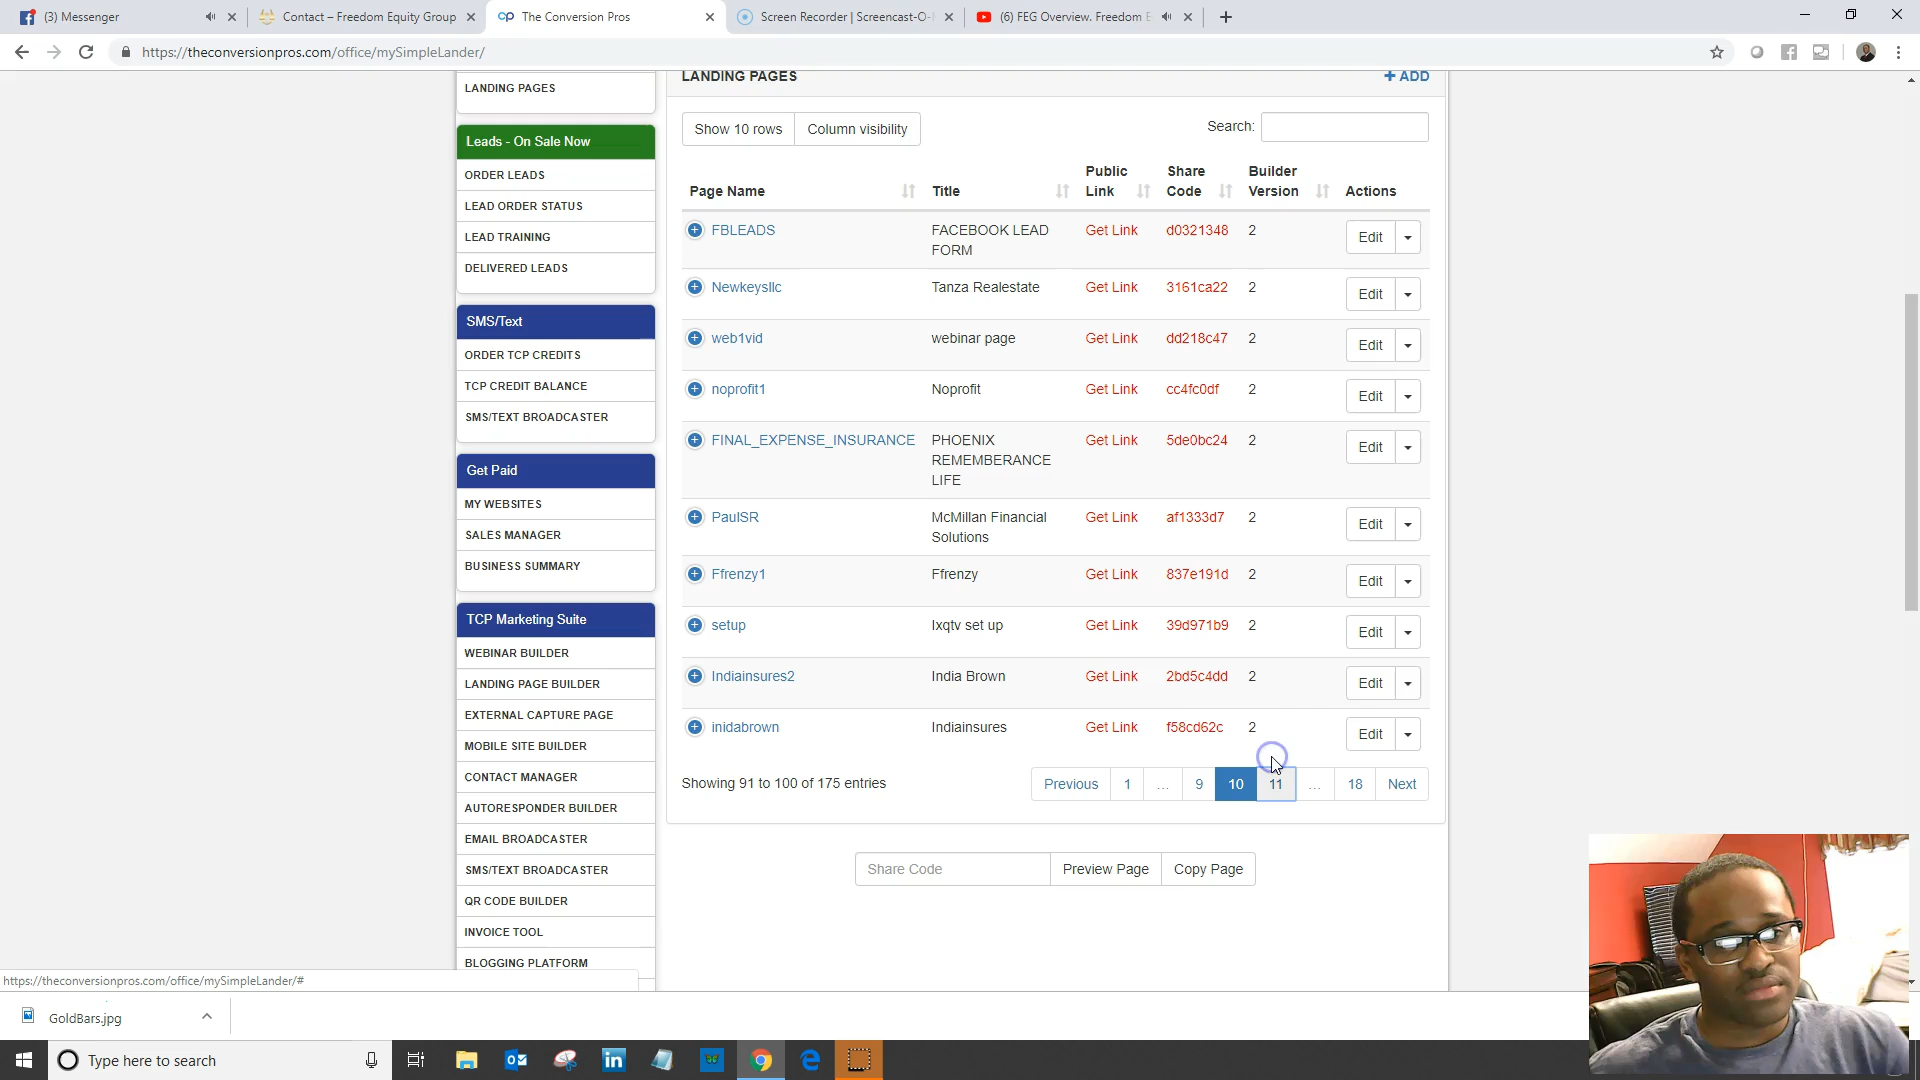 (3) Messenger
Contact – Freedom Equity Group
The Conversion Pros
Screen Recorder | Screencast-O-
(6) FEG Overview. Freedom E
https://theconversionpros.com/office/mySimpleLander/
LANDING PAGES
Leads - On Sale Now
ORDER LEADS
LEAD ORDER STATUS
LEAD TRAINING
DELIVERED LEADS
SMS/Text
ORDER TCP CREDITS
TCP CREDIT BALANCE
SMS/TEXT BROADCASTER
Get Paid
MY WEBSITES
SALES MANAGER
BUSINESS SUMMARY
TCP Marketing Suite
WEBINAR BUILDER
LANDING PAGE BUILDER
EXTERNAL CAPTURE PAGE
MOBILE SITE BUILDER
CONTACT MANAGER
AUTORESPONDER BUILDER
EMAIL BROADCASTER
SMS/TEXT BROADCASTER
QR CODE BUILDER
INVOICE TOOL
BLOGGING PLATFORM
LANDING PAGES
+ ADD
Show 10 rows Column visibility
Search:
Page Name Title Public Link Share Code Builder Version Actions
FBLEADS FACEBOOK LEAD FORM Get Link d0321348 2 Edit
Newkeysllc Tanza Realestate Get Link 3161ca22 2 Edit
web1vid webinar page Get Link dd218c47 2 Edit
noprofit1 Noprofit Get Link cc4fc0df 2 Edit
FINAL_EXPENSE_INSURANCE PHOENIX REMEMBERANCE LIFE Get Link 5de0bc24 2 Edit
PaulSR McMillan Financial Solutions Get Link af1333d7 2 Edit
Ffrenzy1 Ffrenzy Get Link 837e191d 2 Edit
setup Ixqtv set up Get Link 39d971b9 2 Edit
Indiainsures2 India Brown Get Link 2bd5c4dd 2 Edit
inidabrown Indiainsures Get Link f58cd62c 2 Edit
Showing 91 to 100 of 175 entries
Previous 1 … 9 10 11 … 18 Next
Share Code Preview Page Copy Page
https://theconversionpros.com/office/mySimpleLander/#
GoldBars.jpg
Type here to search